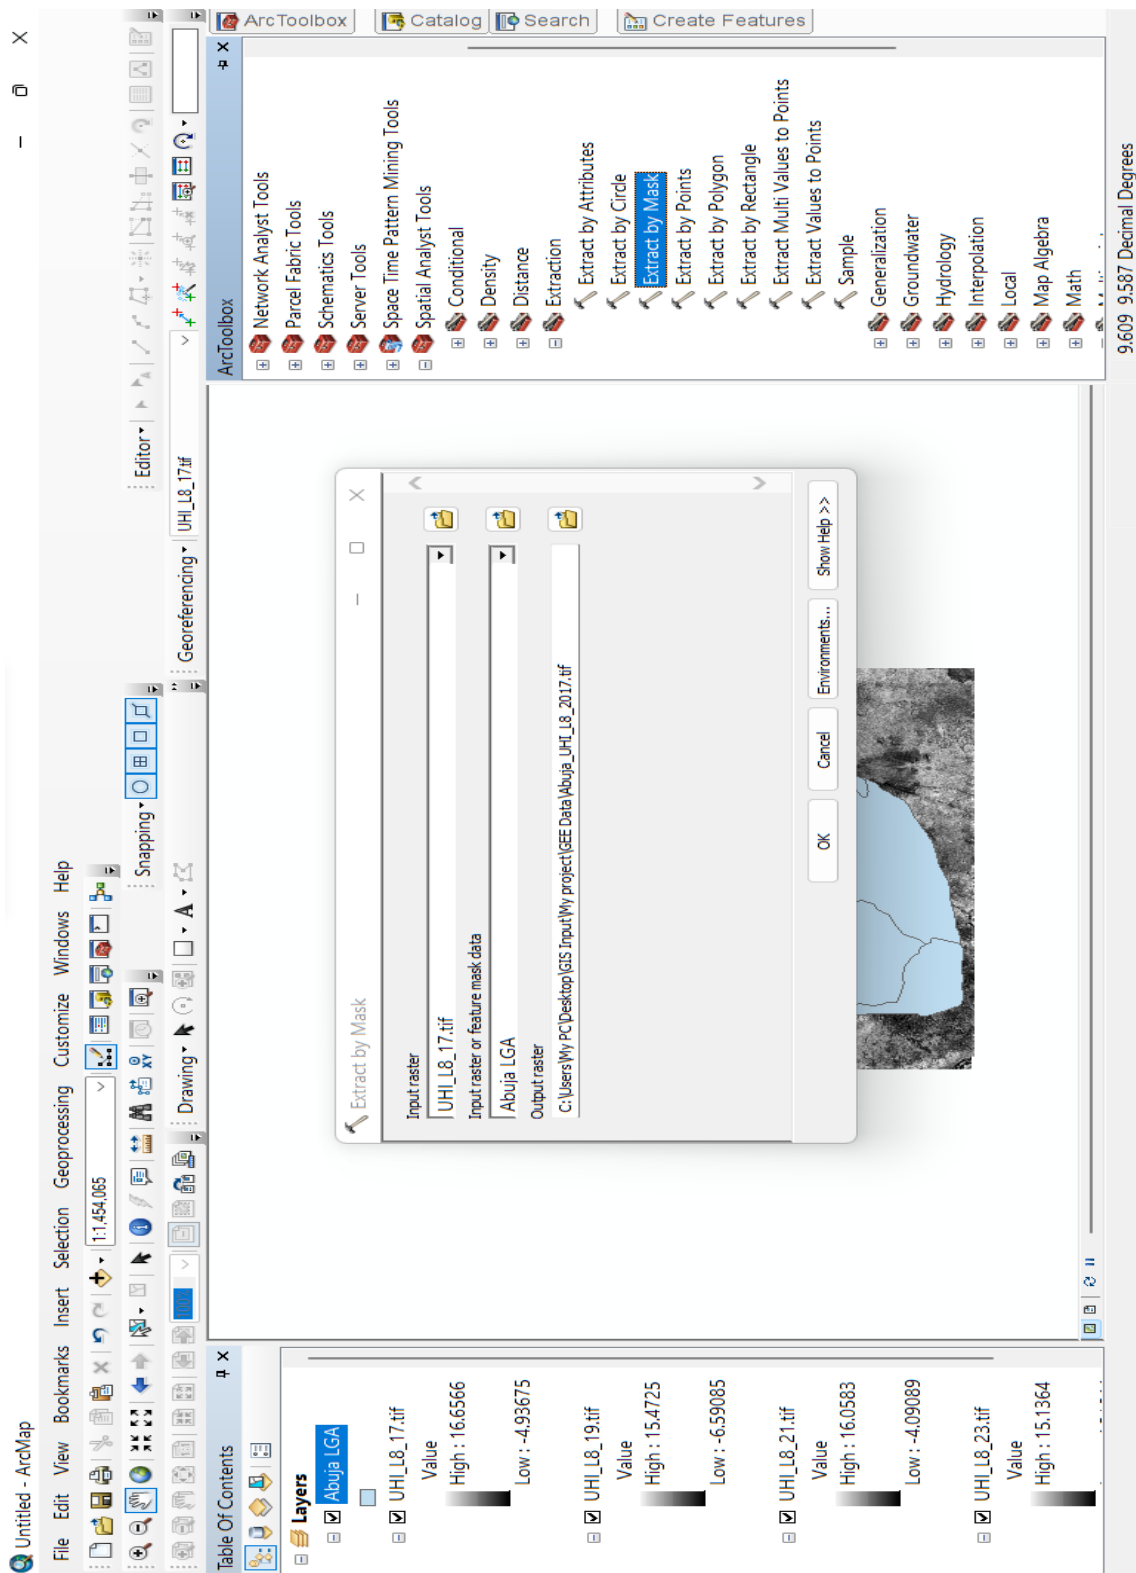 Untitled - ArcMap
File Edit View Bookmarks Insert Selection Geoprocessing Customize Windows Help
1:1,454,065
Snapping
Editor
100%
Drawing
A
Georeferencing
UHI_L8_17.tif
Table Of Contents
Layers
Abuja LGA
UHI_L8_17.tif
Value
High : 16.6566
Low : -4.93675
UHI_L8_19.tif
Value
High : 15.4725
Low : -6.59085
UHI_L8_21.tif
Value
High : 16.0583
Low : -4.09089
UHI_L8_23.tif
Value
High : 15.1364
Extract by Mask
Input raster
UHI_L8_17.tif
Input raster or feature mask data
Abuja LGA
Output raster
C:\Users\My PC\Desktop\GIS Input\My project\GEE Data\Abuja_UHI_L8_2017.tif
OK Cancel Environments... Show Help >>
ArcToolbox
Network Analyst Tools
Parcel Fabric Tools
Schematics Tools
Server Tools
Space Time Pattern Mining Tools
Spatial Analyst Tools
Conditional
Density
Distance
Extraction
Extract by Attributes
Extract by Circle
Extract by Mask
Extract by Points
Extract by Polygon
Extract by Rectangle
Extract Multi Values to Points
Extract Values to Points
Sample
Generalization
Groundwater
Hydrology
Interpolation
Local
Map Algebra
Math
ArcToolbox
Catalog
Search
Create Features
9.609 9.587 Decimal Degrees